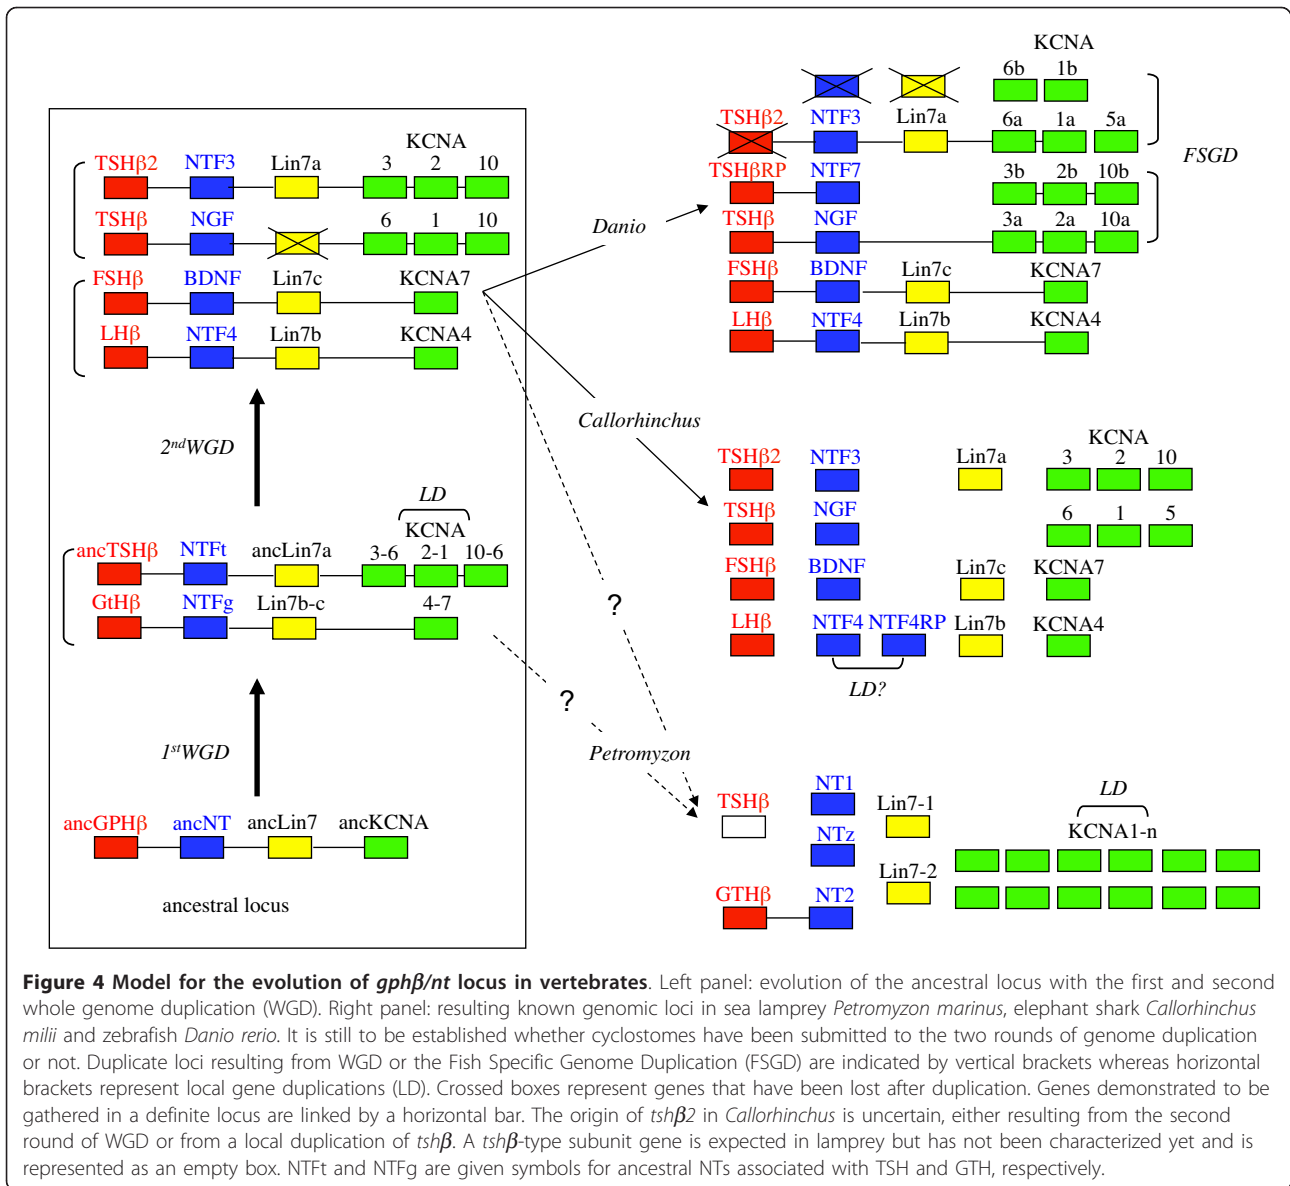 KCNA
6b 1b
TSHβ2 NTF3 Lin7a 6a 1a 5a
FSGD
TSHβRP NTF7 3b 2b 10b
TSHβ NGF 3a 2a 10a
FSHβ BDNF Lin7c KCNA7
LHβ NTF4 Lin7b KCNA4
KCNA
TSHβ2 NTF3 Lin7a 3 2 10
TSHβ NGF 6 1 10
FSHβ BDNF Lin7c KCNA7
LHβ NTF4 Lin7b KCNA4
Danio
Callorhinchus
?
?
Petromyzon
2ndWGD
LD
KCNA
ancTSHβ NTFt ancLin7a 3-6 2-1 10-6
GtHβ NTFg Lin7b-c 4-7
1stWGD
ancGPHβ ancNT ancLin7 ancKCNA
ancestral locus
KCNA
TSHβ2 NTF3 Lin7a 3 2 10
TSHβ NGF 6 1 5
FSHβ BDNF Lin7c KCNA7
LHβ NTF4 NTF4RP Lin7b KCNA4
LD?
LD
TSHβ NT1 Lin7-1 KCNA1-n
NTz
Lin7-2
GTHβ NT2
Figure 4 Model for the evolution of gphβ/nt locus in vertebrates. Left panel: evolution of the ancestral locus with the first and second
whole genome duplication (WGD). Right panel: resulting known genomic loci in sea lamprey Petromyzon marinus, elephant shark Callorhinchus
milii and zebrafish Danio rerio. It is still to be established whether cyclostomes have been submitted to the two rounds of genome duplication
or not. Duplicate loci resulting from WGD or the Fish Specific Genome Duplication (FSGD) are indicated by vertical brackets whereas horizontal
brackets represent local gene duplications (LD). Crossed boxes represent genes that have been lost after duplication. Genes demonstrated to be
gathered in a definite locus are linked by a horizontal bar. The origin of tshβ2 in Callorhinchus is uncertain, either resulting from the second
round of WGD or from a local duplication of tshβ. A tshβ-type subunit gene is expected in lamprey but has not been characterized yet and is
represented as an empty box. NTFt and NTFg are given symbols for ancestral NTs associated with TSH and GTH, respectively.